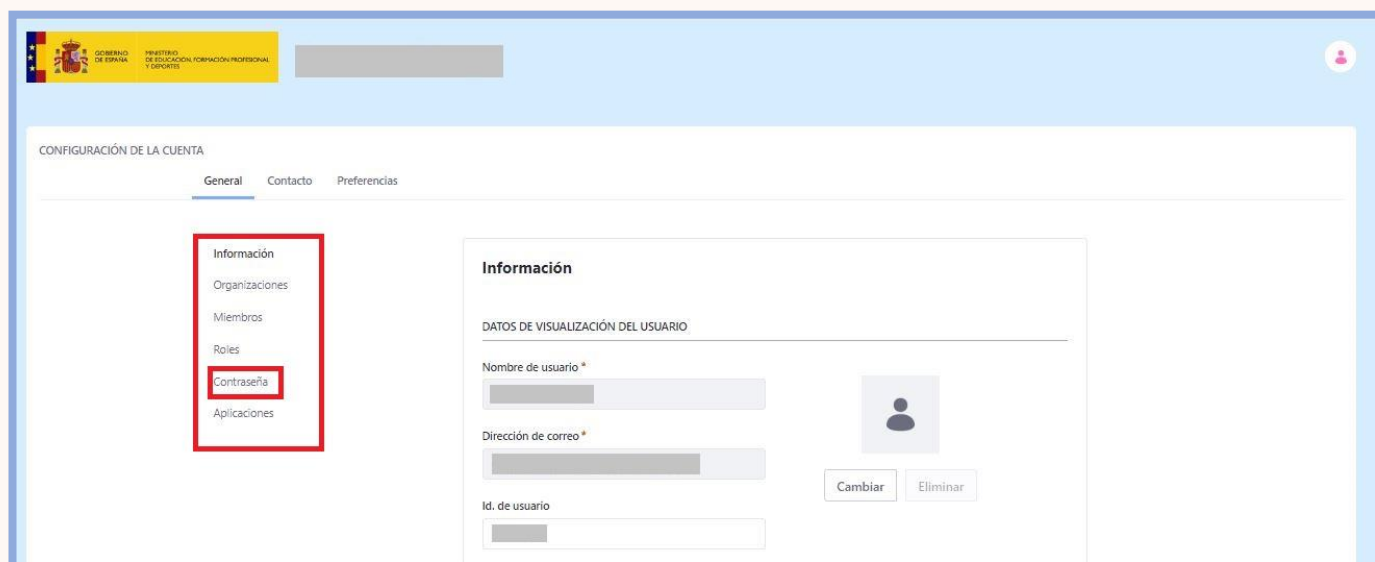 GOBIERNO
DE ESPAÑA
MINISTERIO
DE EDUCACIÓN, FORMACIÓN PROFESIONAL
Y DEPORTES
CONFIGURACIÓN DE LA CUENTA
General Contacto Preferencias
Información
Organizaciones
Miembros
Roles
Contraseña
Aplicaciones
Información
DATOS DE VISUALIZACIÓN DEL USUARIO
Nombre de usuario *
Dirección de correo *
Cambiar Eliminar
Id. de usuario